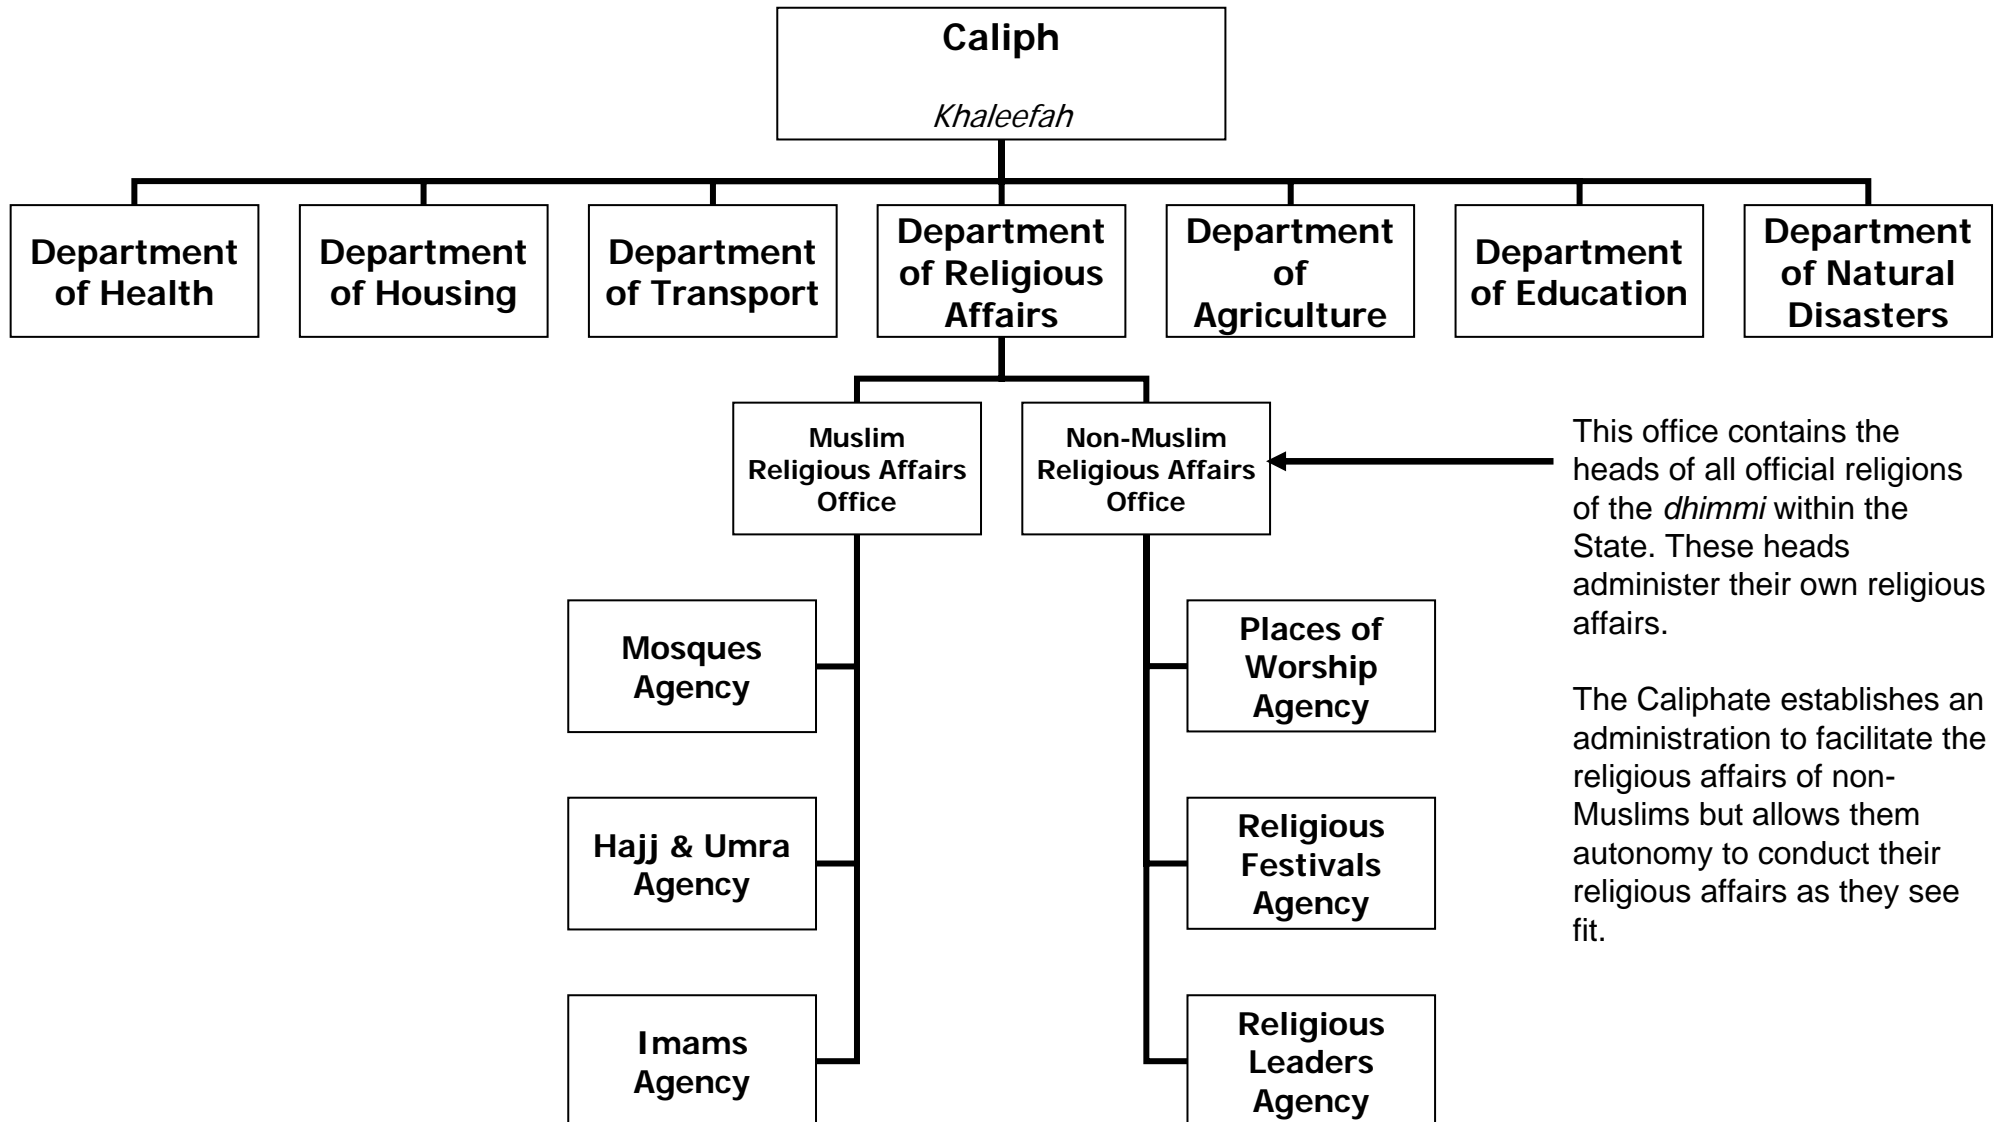 Caliph
Khaleefah
Department
of Health
Department
of Housing
Department
of Transport
Department
of Religious
Affairs
Department
of
Agriculture
Department
of Education
Department
of Natural
Disasters
Muslim
Religious Affairs
Office
Non-Muslim
Religious Affairs
Office
This office contains the
heads of all official religions
of the dhimmi within the
State. These heads
administer their own religious
affairs.
The Caliphate establishes an
administration to facilitate the
religious affairs of non-
Muslims but allows them
autonomy to conduct their
religious affairs as they see
fit.
Mosques
Agency
Places of
Worship
Agency
Hajj & Umra
Agency
Religious
Festivals
Agency
Imams
Agency
Religious
Leaders
Agency